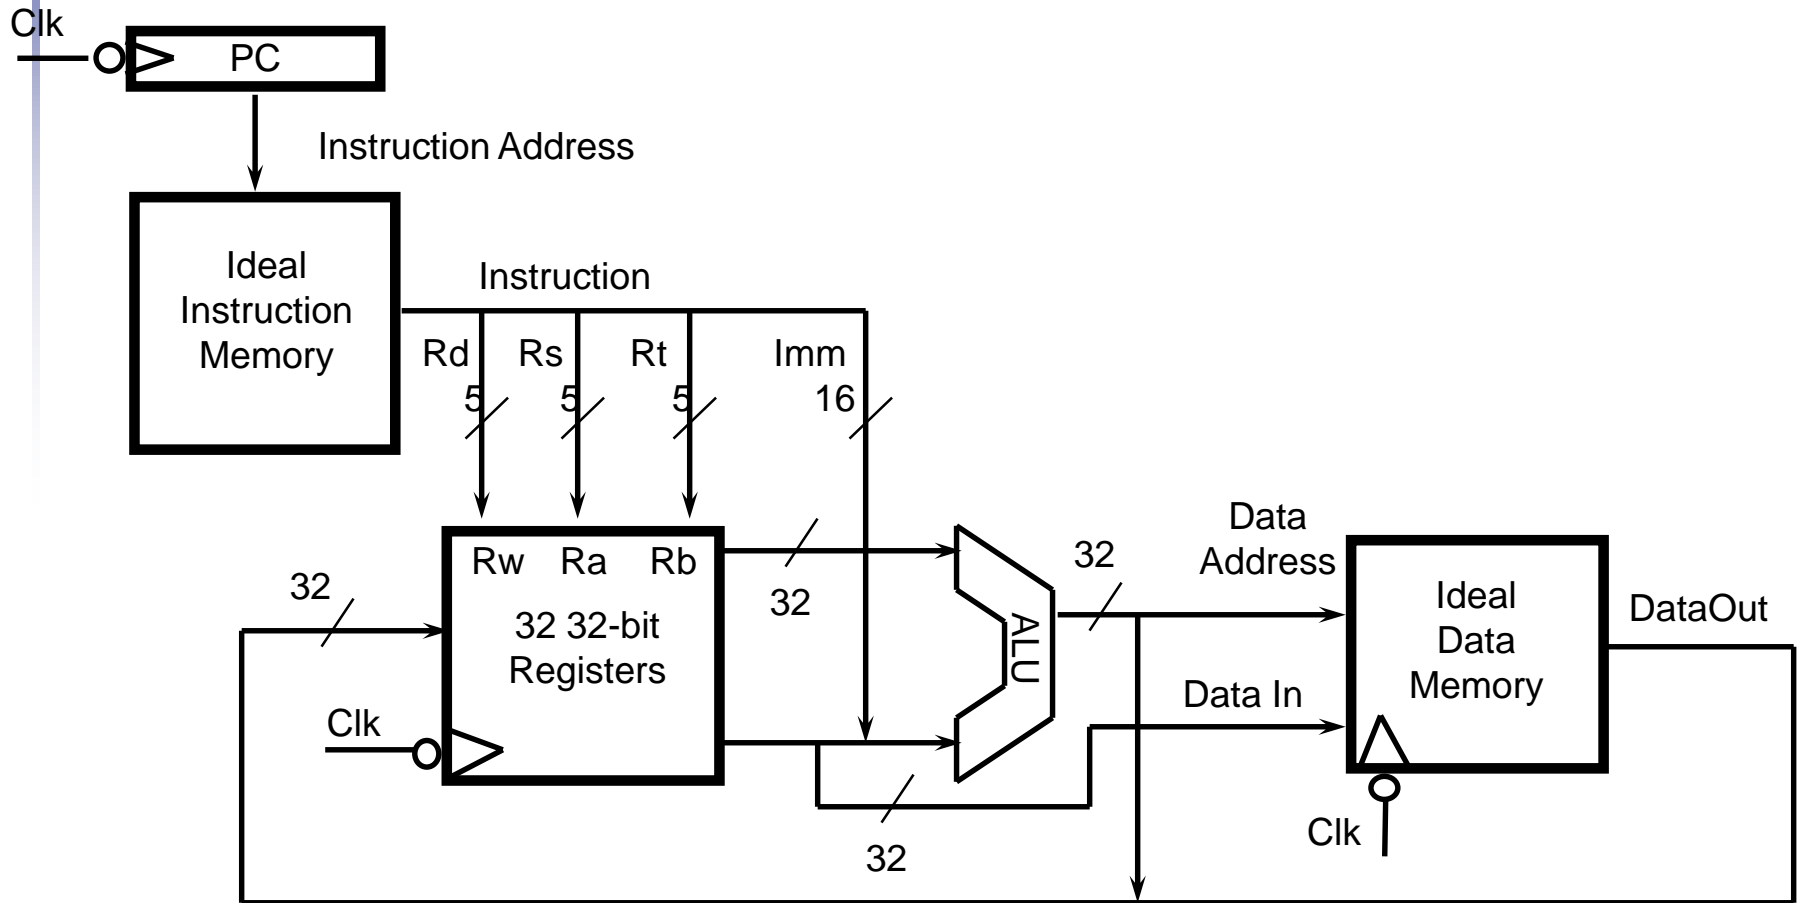 Clk
PC
Instruction Address
Ideal
Instruction
Memory
Instruction
Rd
Rs
Rt
Imm
5
5
5
16
Rw Ra Rb
32 32-bit
Registers
32
Clk
32
32
ALU
32
Data
Address
Data In
Ideal
Data
Memory
DataOut
Clk